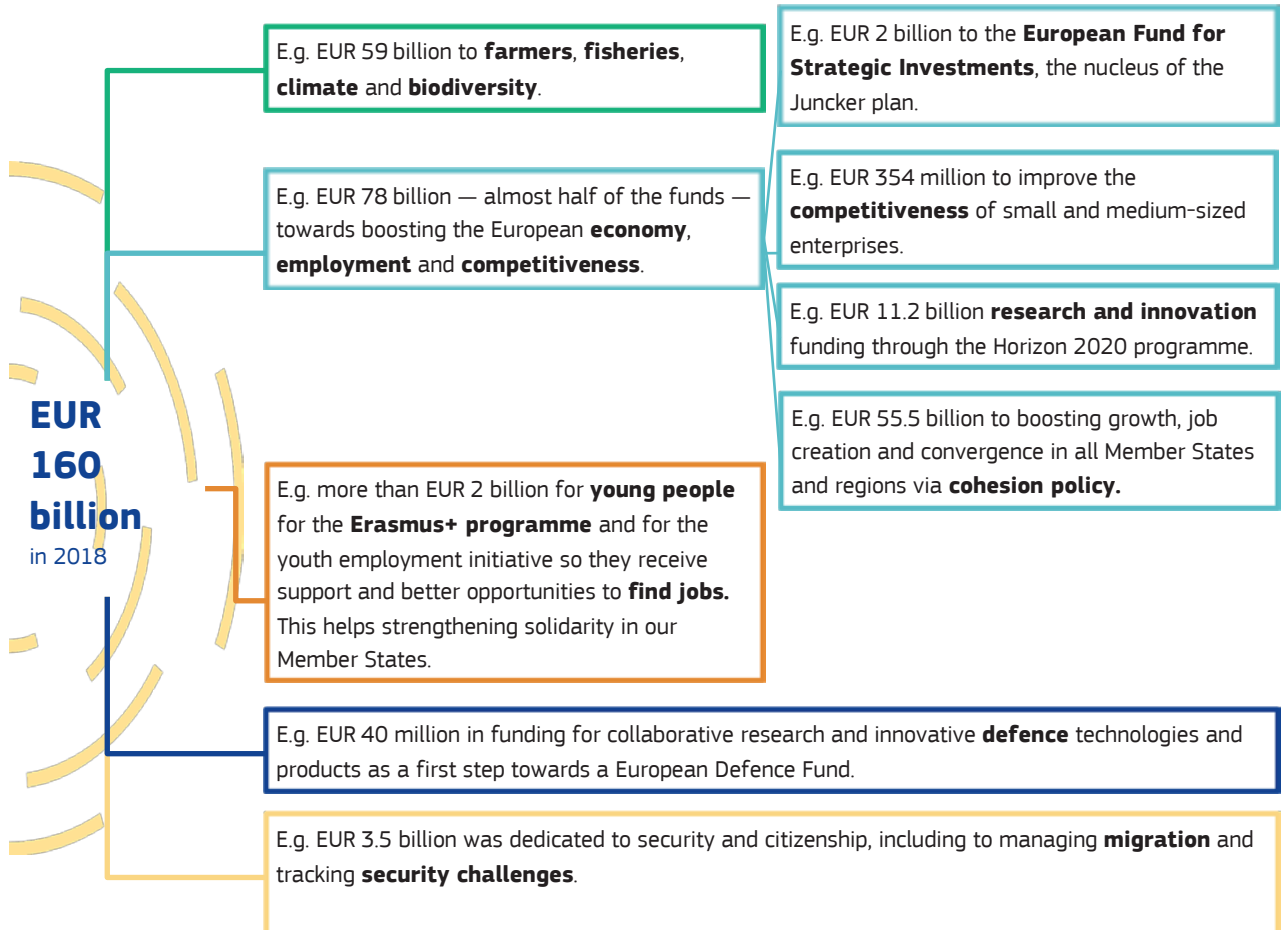 EUR
160
billion
in 2018
E.g. EUR 59 billion to farmers, fisheries,
climate and biodiversity.
E.g. EUR 78 billion — almost half of the funds —
towards boosting the European economy,
employment and competitiveness.
E.g. EUR 2 billion to the European Fund for
Strategic Investments, the nucleus of the
Juncker plan.
E.g. EUR 354 million to improve the
competitiveness of small and medium-sized
enterprises.
E.g. EUR 11.2 billion research and innovation
funding through the Horizon 2020 programme.
E.g. EUR 55.5 billion to boosting growth, job
creation and convergence in all Member States
and regions via cohesion policy.
E.g. more than EUR 2 billion for young people
for the Erasmus+ programme and for the
youth employment initiative so they receive
support and better opportunities to find jobs.
This helps strengthening solidarity in our
Member States.
E.g. EUR 40 million in funding for collaborative research and innovative defence technologies and
products as a first step towards a European Defence Fund.
E.g. EUR 3.5 billion was dedicated to security and citizenship, including to managing migration and
tracking security challenges.